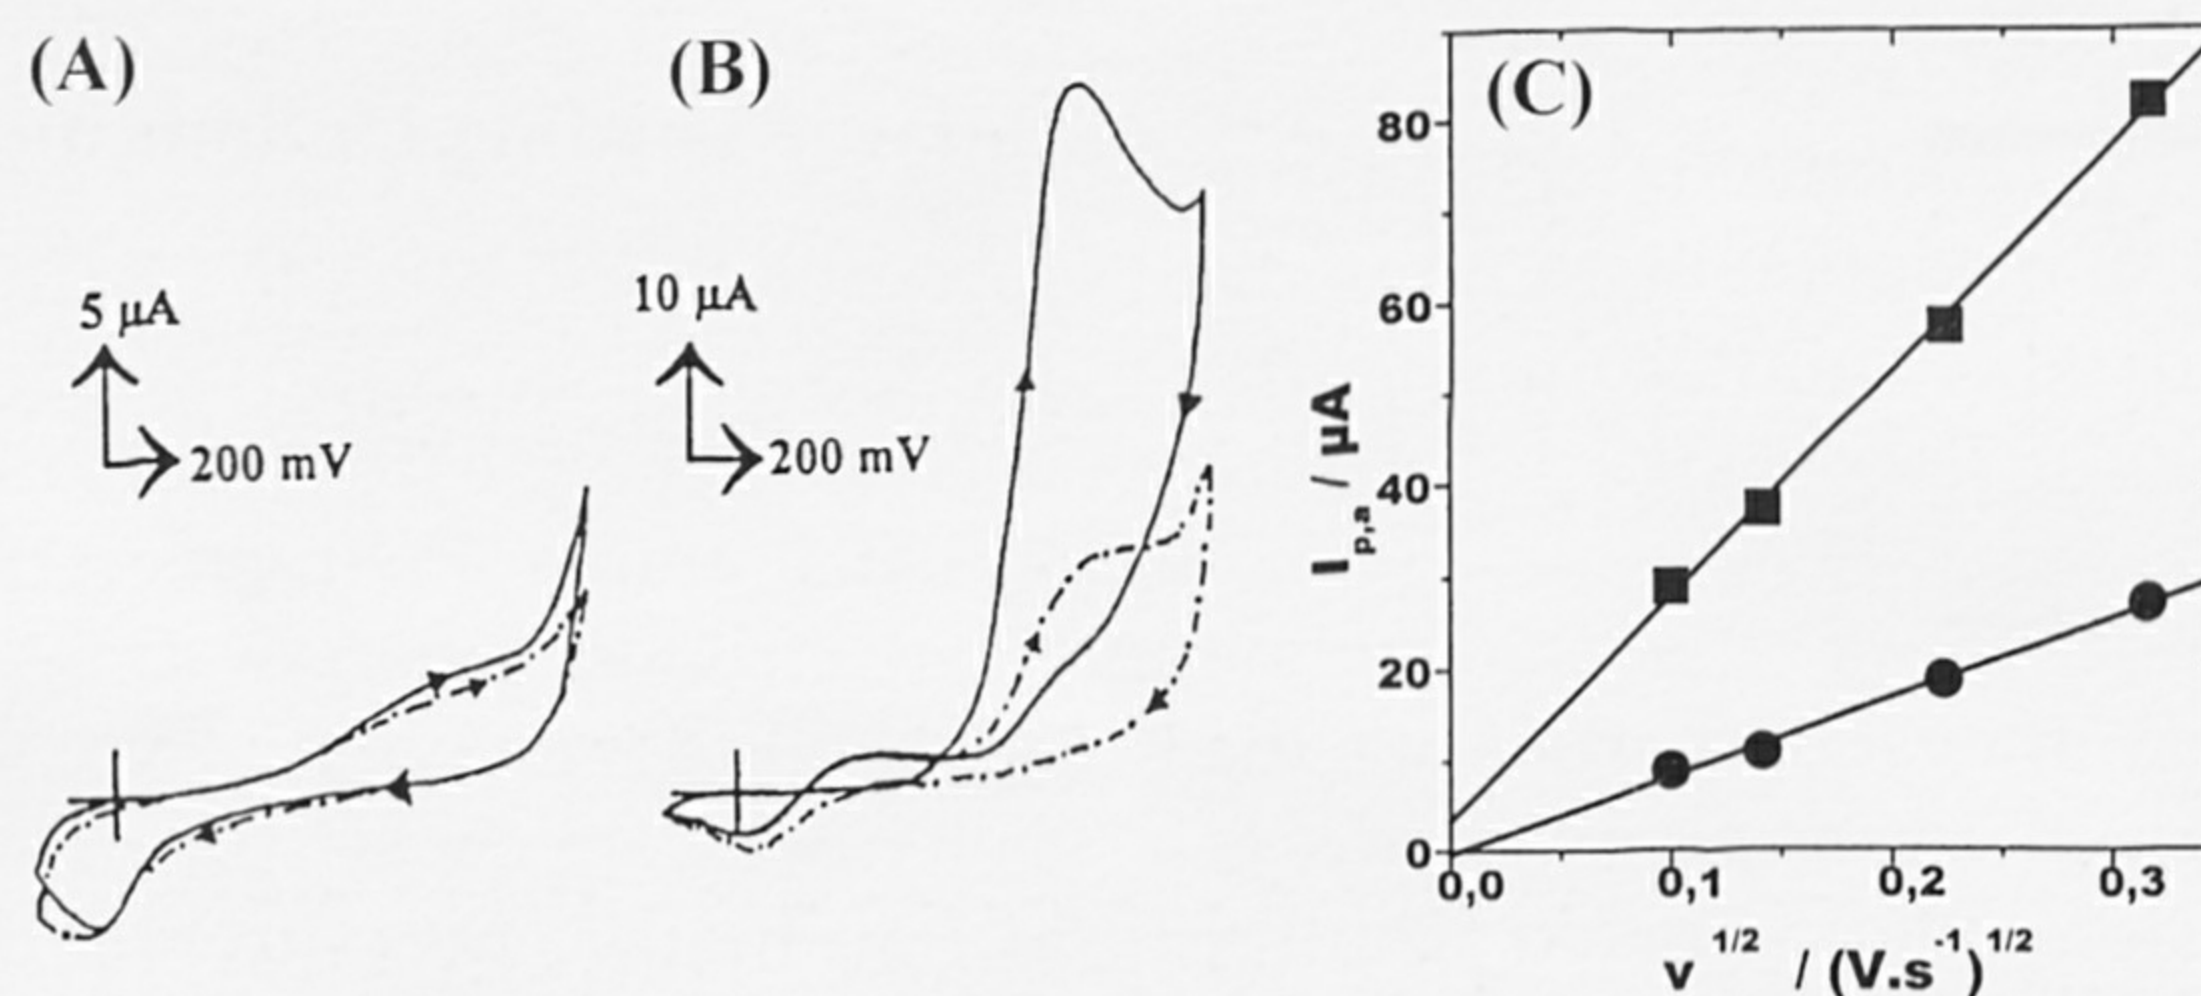 (A)
5 μA
200 mV
(B)
10 μA
200 mV
(C)
I p,a / μA
80
60
40
20
0
0,0
0,1
0,2
0,3
v 1/2 / (V.s-1)1/2